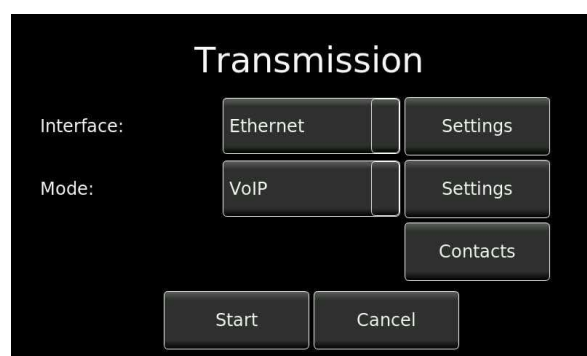 Transmission
Interface: Ethernet Settings
Mode: VoIP Settings
Contacts
Start Cancel